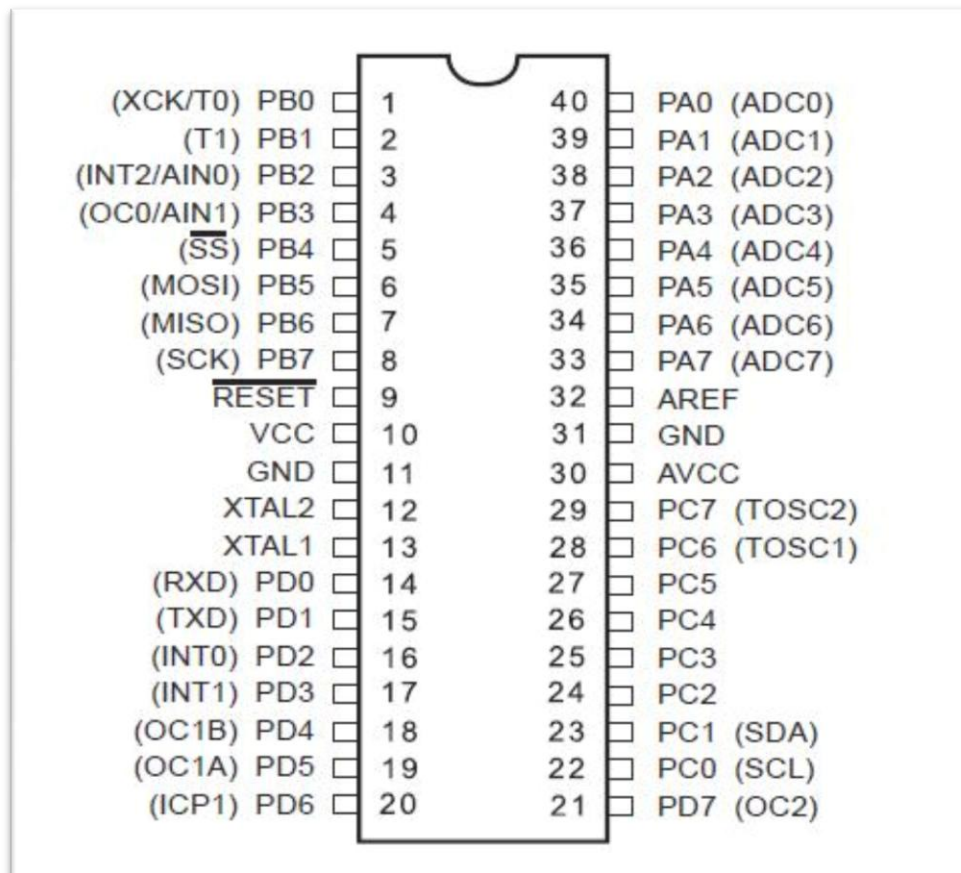 (XCK/T0) PB0 1 40 PA0 (ADC0)
(T1) PB1 2 39 PA1 (ADC1)
(INT2/AIN0) PB2 3 38 PA2 (ADC2)
(OC0/AIN1) PB3 4 37 PA3 (ADC3)
(SS) PB4 5 36 PA4 (ADC4)
(MOSI) PB5 6 35 PA5 (ADC5)
(MISO) PB6 7 34 PA6 (ADC6)
(SCK) PB7 8 33 PA7 (ADC7)
RESET 9 32 AREF
VCC 10 31 GND
GND 11 30 AVCC
XTAL2 12 29 PC7 (TOSC2)
XTAL1 13 28 PC6 (TOSC1)
(RXD) PD0 14 27 PC5
(TXD) PD1 15 26 PC4
(INT0) PD2 16 25 PC3
(INT1) PD3 17 24 PC2
(OC1B) PD4 18 23 PC1 (SDA)
(OC1A) PD5 19 22 PC0 (SCL)
(ICP1) PD6 20 21 PD7 (OC2)